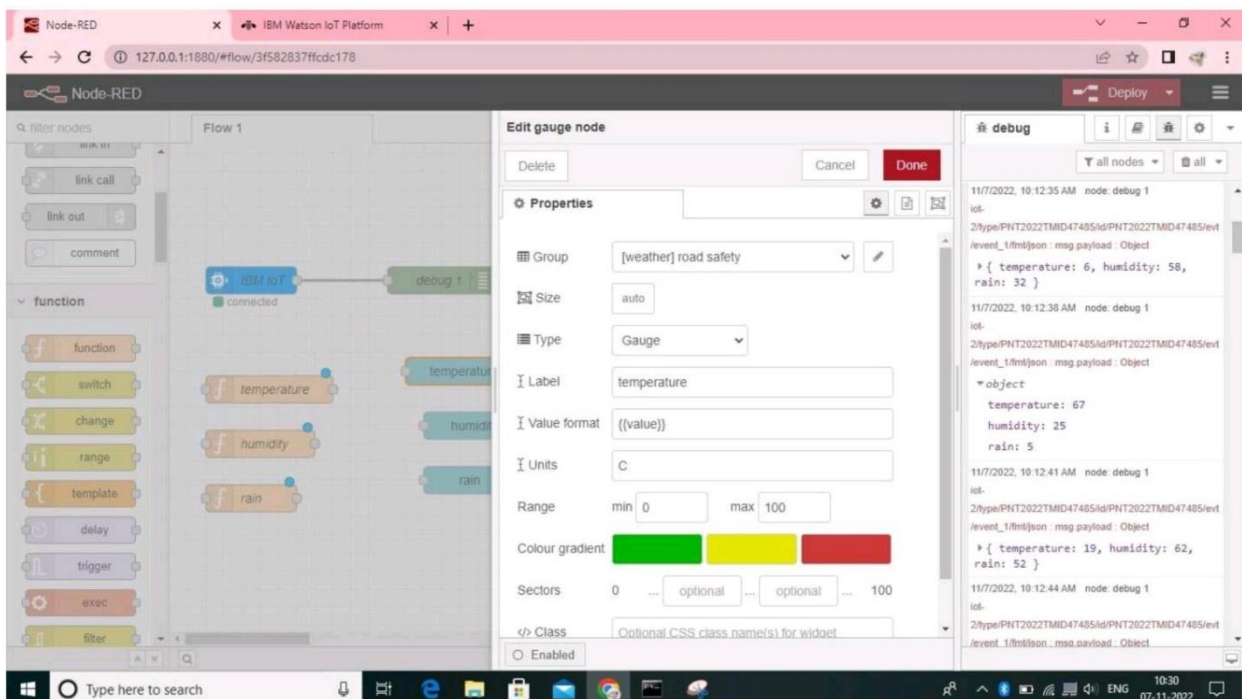 Node-RED
IBM Watson IoT Platform
127.0.0.1:1880/#flow/3f582837ffcdc178
Node-RED
Deploy
filter nodes
link in
link call
link out
comment
function
function
switch
change
range
template
delay
trigger
exec
filter
Flow 1
IBM IoT
connected
debug 1
temperature
humidity
rain
temperatur
humidit
rain
Edit gauge node
Delete
Cancel
Done
Properties
Group
[weather] road safety
Size
auto
Type
Gauge
Label
temperature
Value format
{{value}}
Units
C
Range
min 0
max 100
Colour gradient
Sectors
0 ... optional ... optional ... 100
</> Class
Optional CSS class name(s) for widget
Enabled
debug
all nodes
all
11/7/2022, 10:12:35 AM node: debug 1
iot-
2/type/PNT2022TMID47485/id/PNT2022TMID47485/evt
/event_1/fmt/json : msg.payload : Object
{ temperature: 6, humidity: 58,
rain: 32 }
11/7/2022, 10:12:38 AM node: debug 1
iot-
2/type/PNT2022TMID47485/id/PNT2022TMID47485/evt
/event_1/fmt/json : msg.payload : Object
object
temperature: 67
humidity: 25
rain: 5
11/7/2022, 10:12:41 AM node: debug 1
iot-
2/type/PNT2022TMID47485/id/PNT2022TMID47485/evt
/event_1/fmt/json : msg.payload : Object
{ temperature: 19, humidity: 62,
rain: 52 }
11/7/2022, 10:12:44 AM node: debug 1
iot-
2/type/PNT2022TMID47485/id/PNT2022TMID47485/evt
/event_1/fmt/json : msg.payload : Object
Type here to search
ENG
10:30
07-11-2022